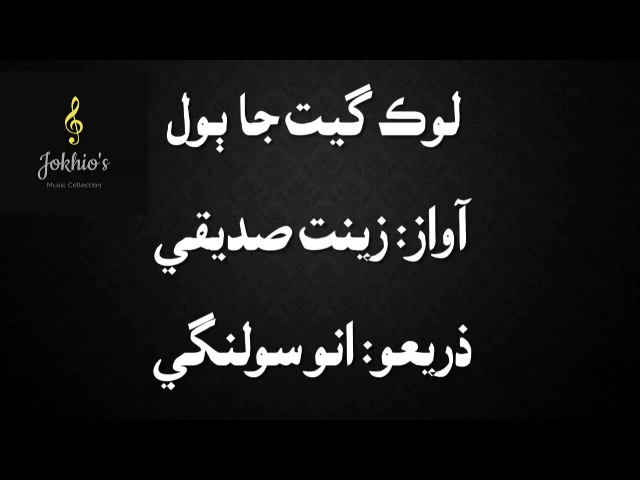 Jokhio's
Music Collection
لوڪ گيت جا ٻول
آواز: زينت صديقي
ذريعو: انو سولنگي